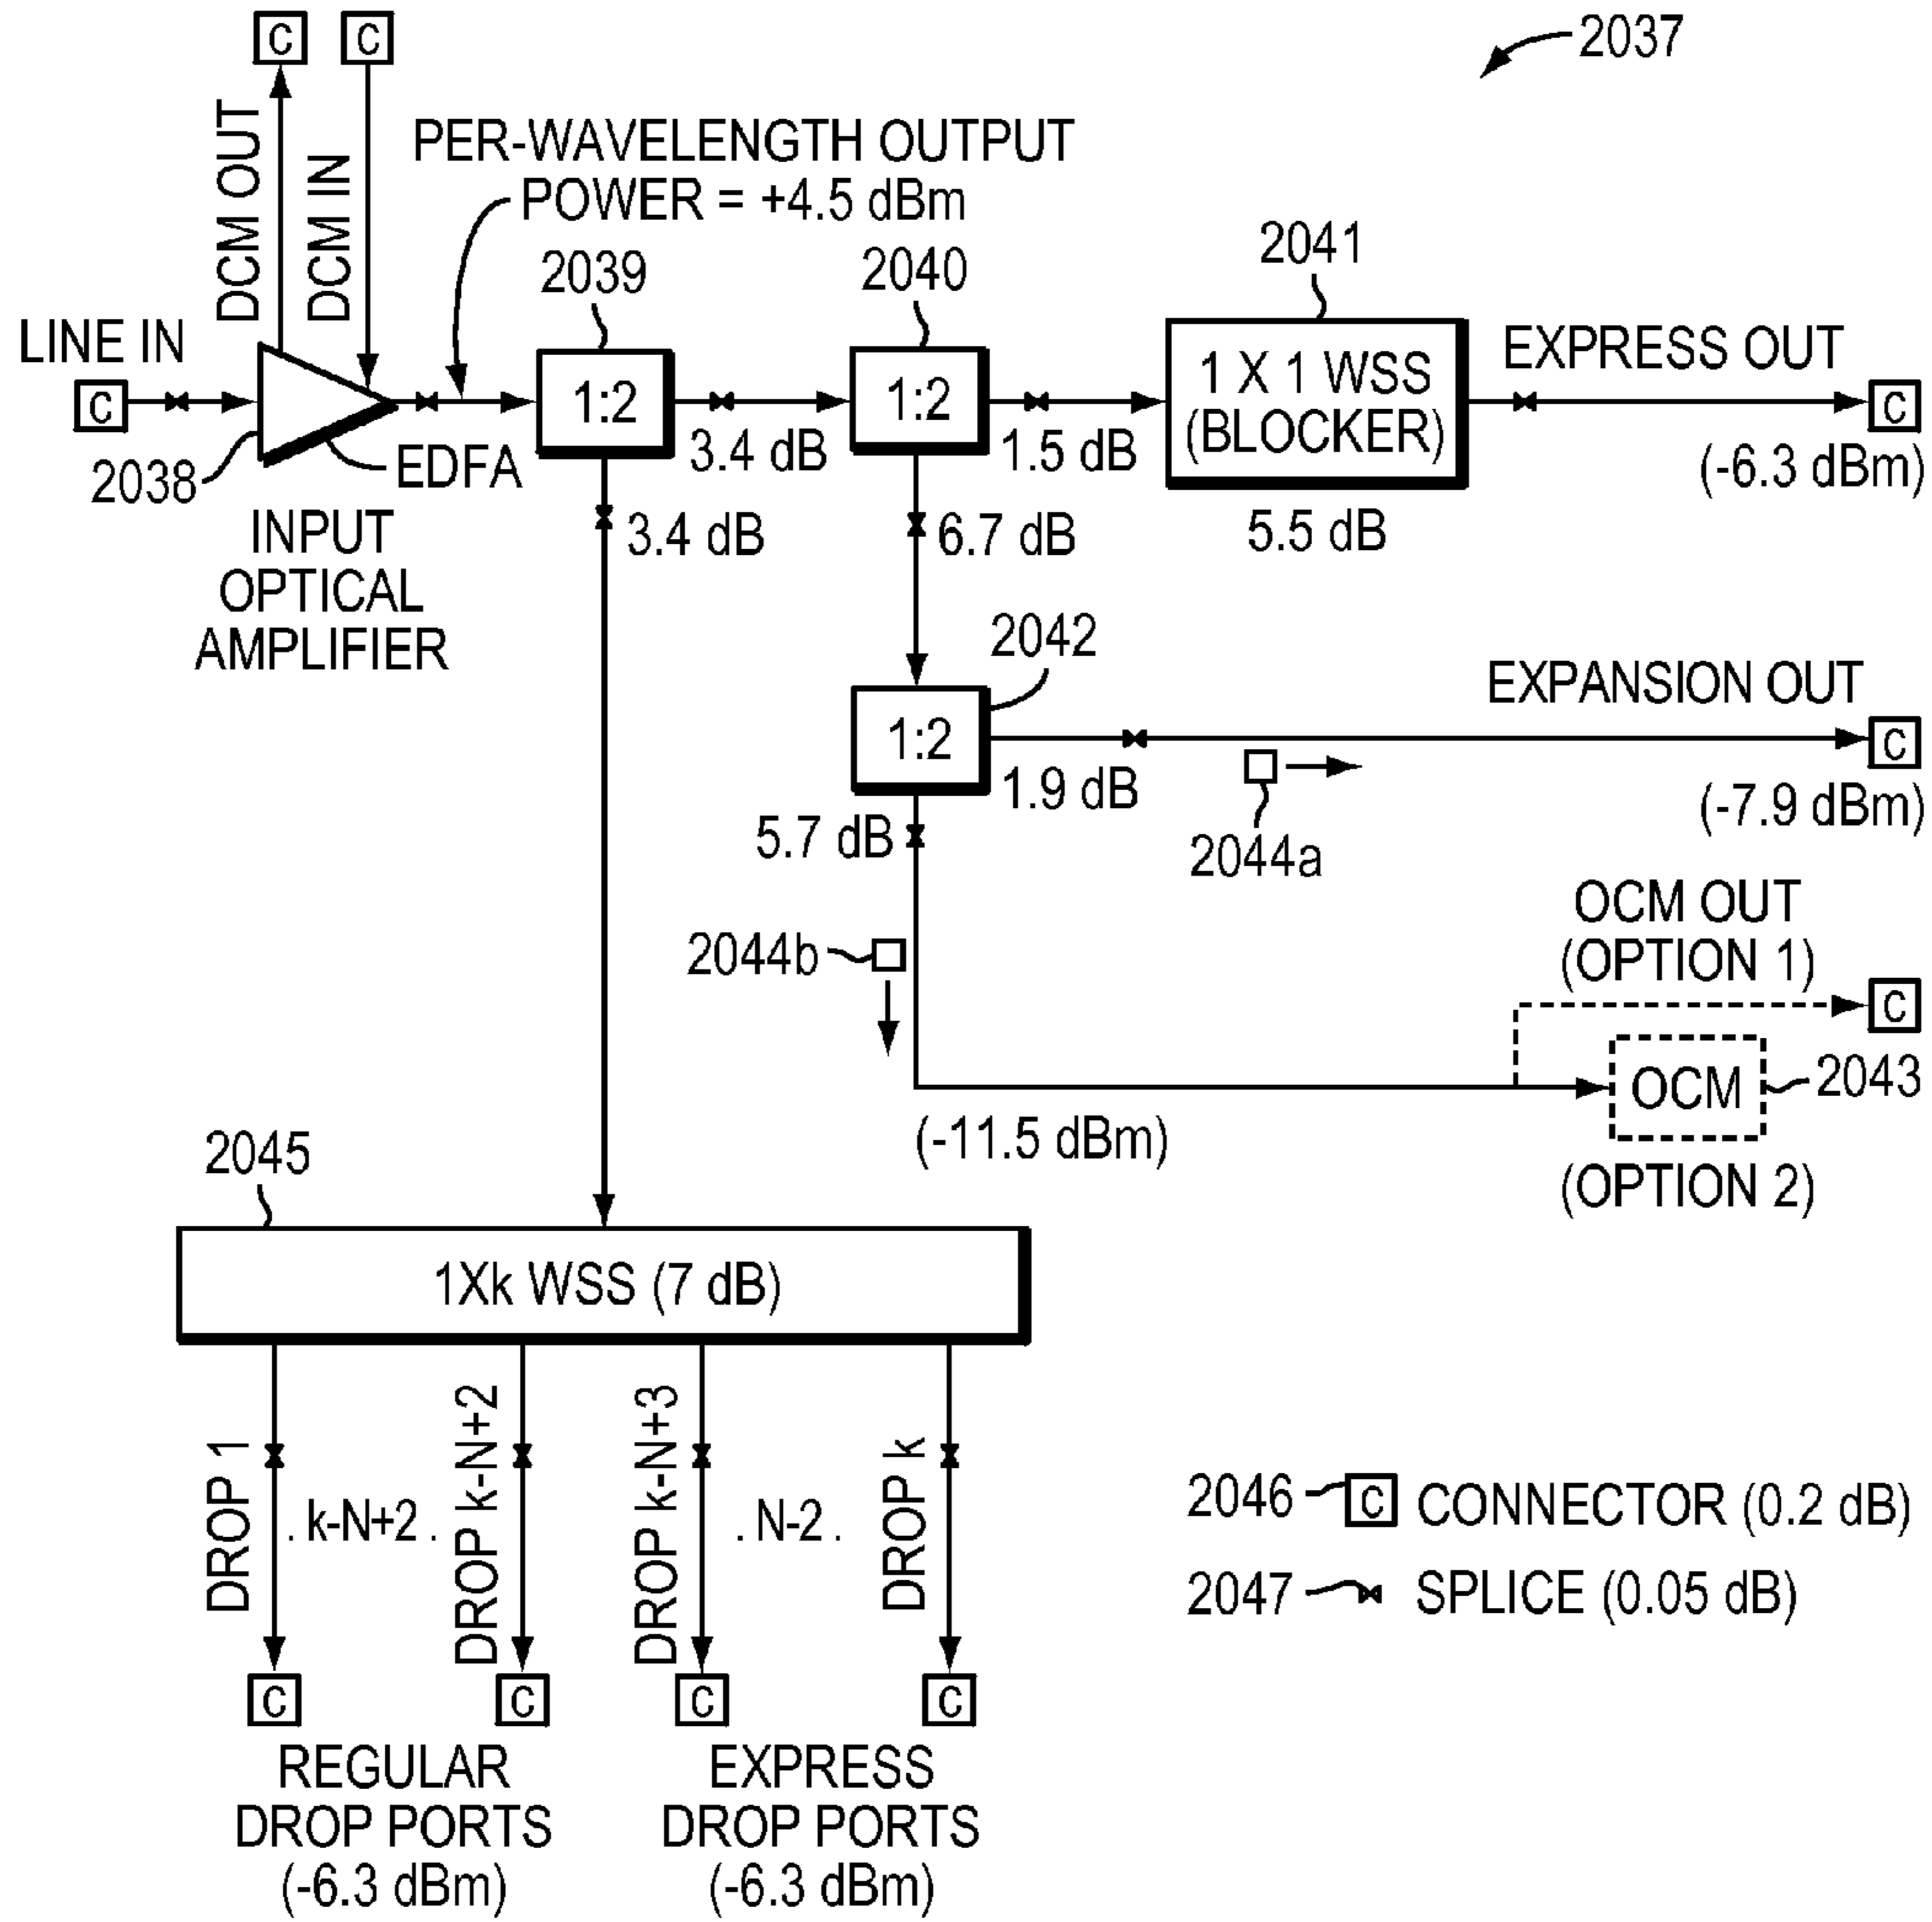 C
C
2037
DCM OUT
DCM IN
PER-WAVELENGTH OUTPUT
POWER = +4.5 dBm
2039
2040
2041
LINE IN
C
2038
EDFA
INPUT
OPTICAL
AMPLIFIER
1:2
3.4 dB
3.4 dB
1:2
1.5 dB
6.7 dB
1 X 1 WSS
(BLOCKER)
5.5 dB
EXPRESS OUT
C
(-6.3 dBm)
2042
1:2
1.9 dB
5.7 dB
EXPANSION OUT
C
(-7.9 dBm)
2044a
2044b
OCM OUT
(OPTION 1)
C
OCM
2043
(OPTION 2)
(-11.5 dBm)
2045
1Xk WSS (7 dB)
DROP 1
. k-N+2 .
DROP k-N+2
DROP k-N+3
. N-2 .
DROP k
C
C
C
C
REGULAR
DROP PORTS
(-6.3 dBm)
EXPRESS
DROP PORTS
(-6.3 dBm)
2046
C
CONNECTOR (0.2 dB)
2047
SPLICE (0.05 dB)